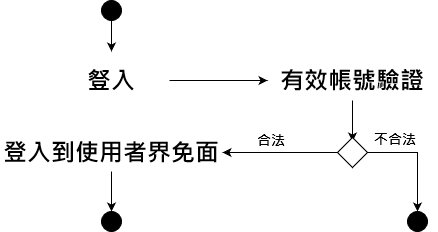 豋入
有效帳號驗證
合法
不合法
登入到使用者界免面